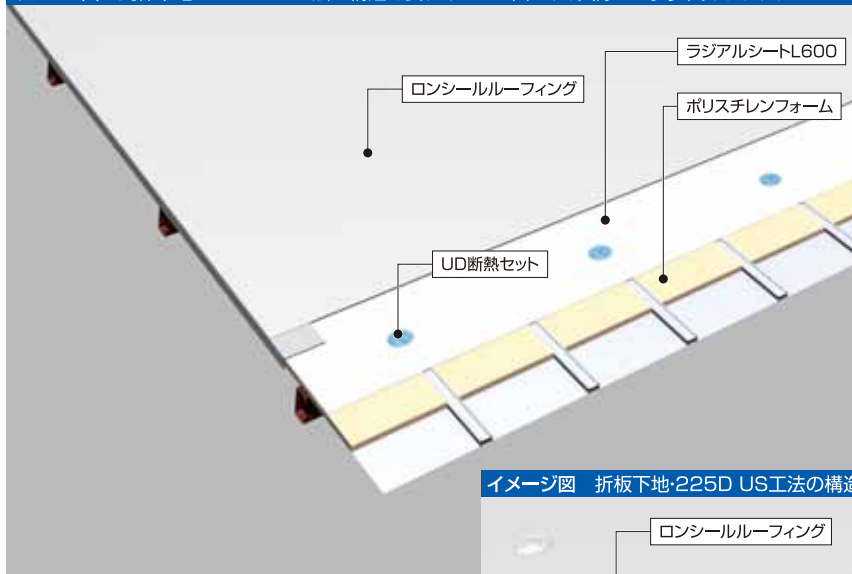 ラジアルシートL600
ロンシールルーフィング
ポリスチレンフォーム
UD断熱セット
イメージ図 折板下地・225D US工法の構造
ロンシールルーフィング